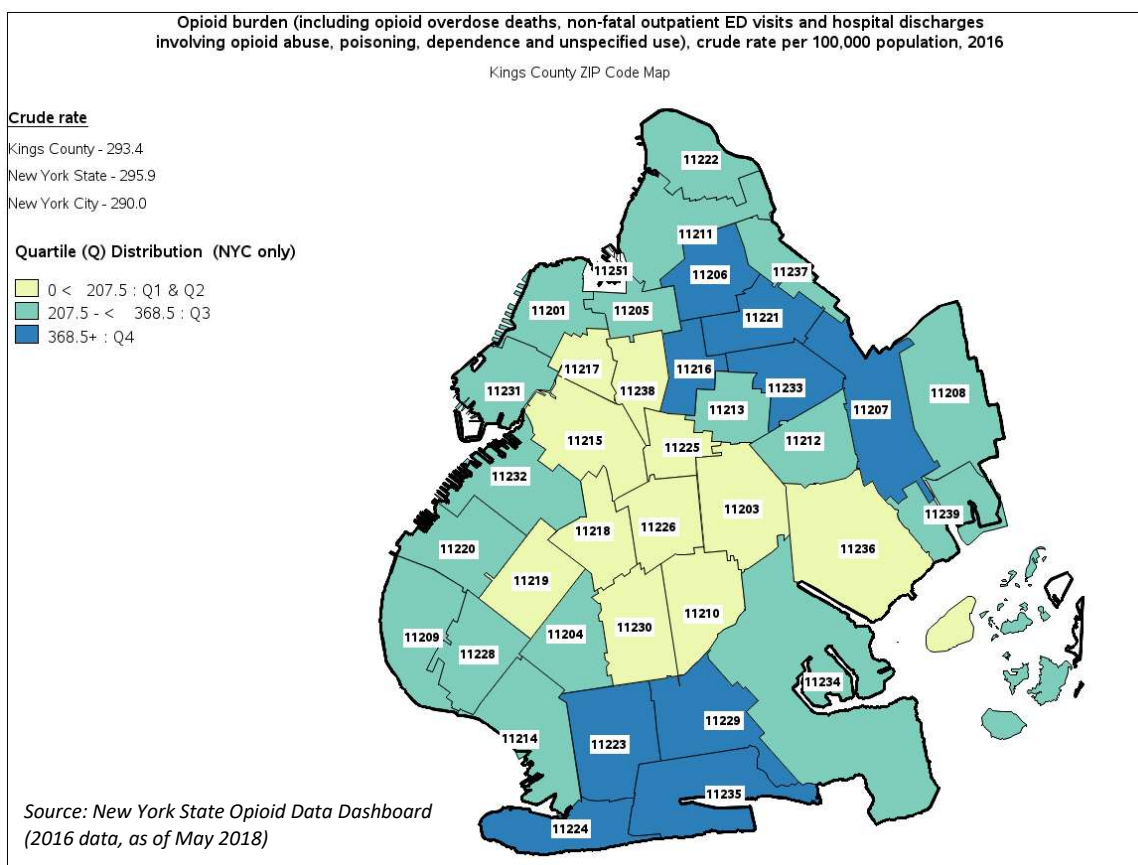 Opioid burden (including opioid overdose deaths, non-fatal outpatient ED visits and hospital discharges
involving opioid abuse, poisoning, dependence and unspecified use), crude rate per 100,000 population, 2016
Kings County ZIP Code Map
Crude rate
Kings County - 293.4
New York State - 295.9
New York City - 290.0
Quartile (Q) Distribution (NYC only)
0 < 207.5 : Q1 & Q2
207.5 - < 368.5 : Q3
368.5+ : Q4
11222
11211
11251
11206
11237
11201
11205
11221
11217
11216
11231
11238
11233
11208
11213
11207
11215
11212
11225
11232
11203
11239
11218
11226
11220
11236
11219
11210
11230
11209
11204
11228
11234
11229
11214
11223
11235
11224
Source: New York State Opioid Data Dashboard
(2016 data, as of May 2018)